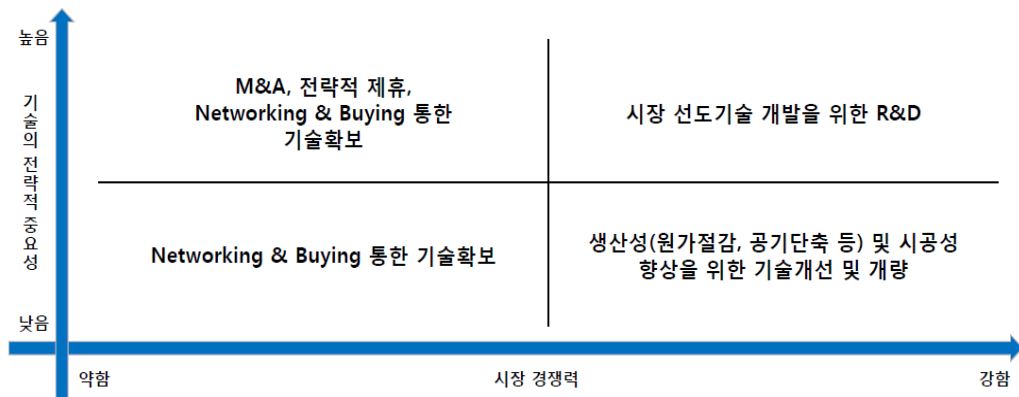 높음
기술의 전략적 중요성
낮음
M&A, 전략적 제휴,
Networking & Buying 통한
기술확보
시장 선도기술 개발을 위한 R&D
Networking & Buying 통한 기술확보
생산성(원가절감, 공기단축 등) 및 시공성
향상을 위한 기술개선 및 개량
약함
시장 경쟁력
강함